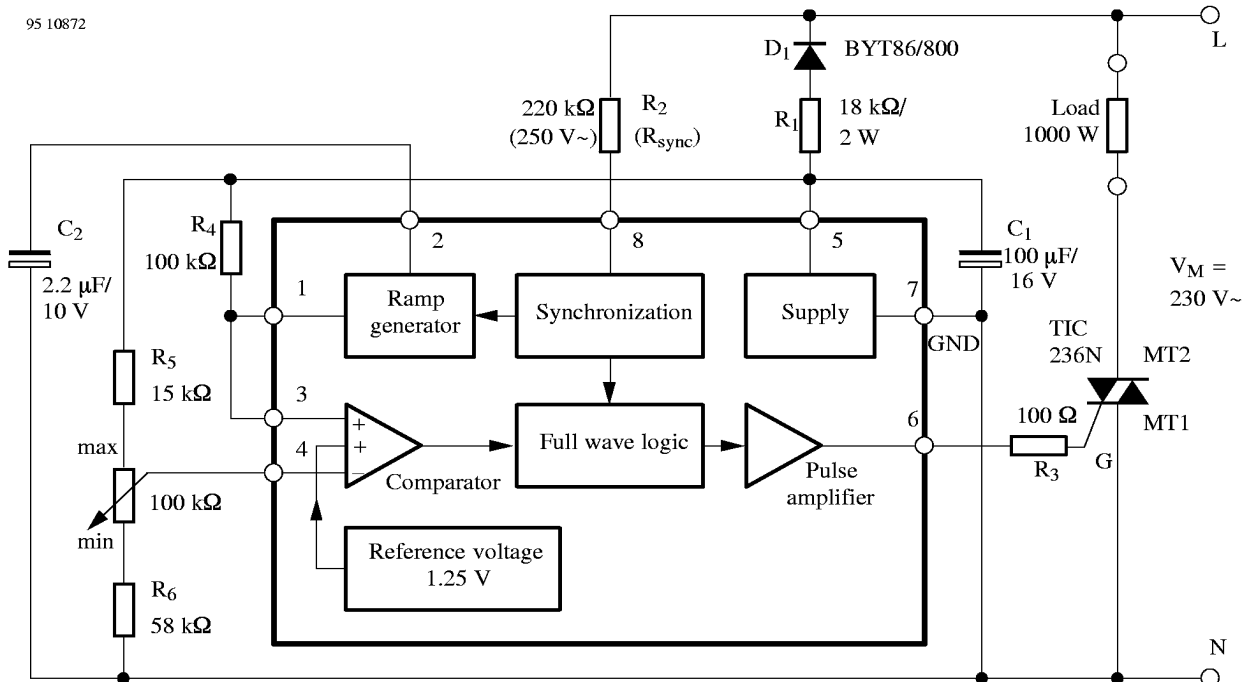 95 10872
L
D1
BYT86/800
220 kΩ
(250 V~)
R2
(Rsync)
R1
18 kΩ/
2 W
Load
1000 W
R4
100 kΩ
C2
2.2 µF/
10 V
2
8
5
C1
100 µF/
16 V
VM =
230 V~
1
Ramp
generator
Synchronization
Supply
7
GND
TIC
236N
MT2
MT1
R5
15 kΩ
3
+
4
+
−
Comparator
Full wave logic
Pulse
amplifier
6
100 Ω
R3
G
max
100 kΩ
min
Reference voltage
1.25 V
R6
58 kΩ
N